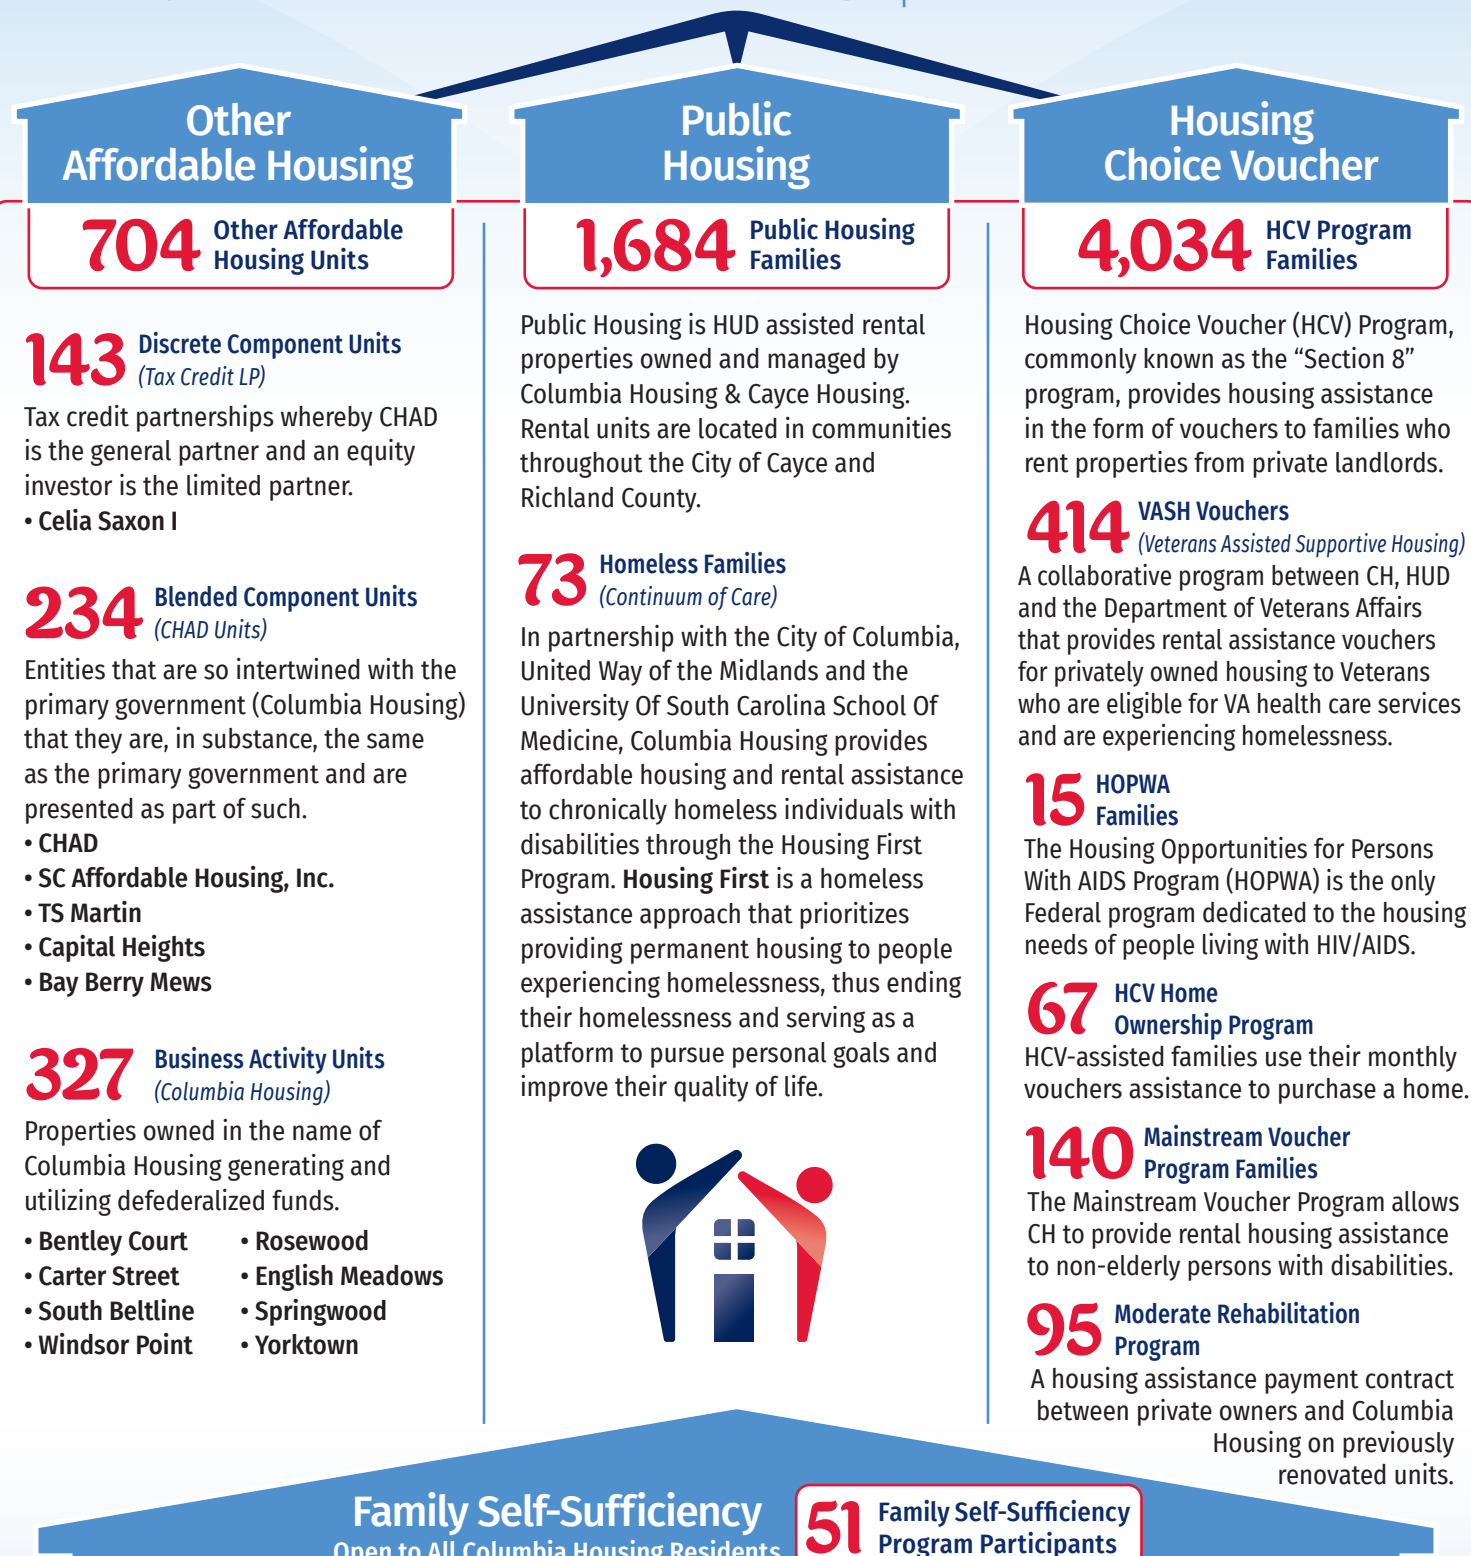 Other
Affordable Housing
704 Other Affordable
Housing Units
143 Discrete Component Units
(Tax Credit LP)
Tax credit partnerships whereby CHAD
is the general partner and an equity
investor is the limited partner.
• Celia Saxon I
234 Blended Component Units
(CHAD Units)
Entities that are so intertwined with the
primary government (Columbia Housing)
that they are, in substance, the same
as the primary government and are
presented as part of such.
• CHAD
• SC Affordable Housing, Inc.
• TS Martin
• Capital Heights
• Bay Berry Mews
327 Business Activity Units
(Columbia Housing)
Properties owned in the name of
Columbia Housing generating and
utilizing defederalized funds.
• Bentley Court
• Carter Street
• South Beltline
• Windsor Point
• Rosewood
• English Meadows
• Springwood
• Yorktown
Public
Housing
1,684 Public Housing
Families
Public Housing is HUD assisted rental
properties owned and managed by
Columbia Housing & Cayce Housing.
Rental units are located in communities
throughout the City of Cayce and
Richland County.
73 Homeless Families
(Continuum of Care)
In partnership with the City of Columbia,
United Way of the Midlands and the
University Of South Carolina School Of
Medicine, Columbia Housing provides
affordable housing and rental assistance
to chronically homeless individuals with
disabilities through the Housing First
Program. Housing First is a homeless
assistance approach that prioritizes
providing permanent housing to people
experiencing homelessness, thus ending
their homelessness and serving as a
platform to pursue personal goals and
improve their quality of life.
Housing
Choice Voucher
4,034 HCV Program
Families
Housing Choice Voucher (HCV) Program,
commonly known as the “Section 8”
program, provides housing assistance
in the form of vouchers to families who
rent properties from private landlords.
414 VASH Vouchers
(Veterans Assisted Supportive Housing)
A collaborative program between CH, HUD
and the Department of Veterans Affairs
that provides rental assistance vouchers
for privately owned housing to Veterans
who are eligible for VA health care services
and are experiencing homelessness.
15 HOPWA
Families
The Housing Opportunities for Persons
With AIDS Program (HOPWA) is the only
Federal program dedicated to the housing
needs of people living with HIV/AIDS.
67 HCV Home
Ownership Program
HCV-assisted families use their monthly
vouchers assistance to purchase a home.
140 Mainstream Voucher
Program Families
The Mainstream Voucher Program allows
CH to provide rental housing assistance
to non-elderly persons with disabilities.
95 Moderate Rehabilitation
Program
A housing assistance payment contract
between private owners and Columbia
Housing on previously
renovated units.
Family Self-Sufficiency
Open to All Columbia Housing Residents
51 Family Self-Sufficiency
Program Participants